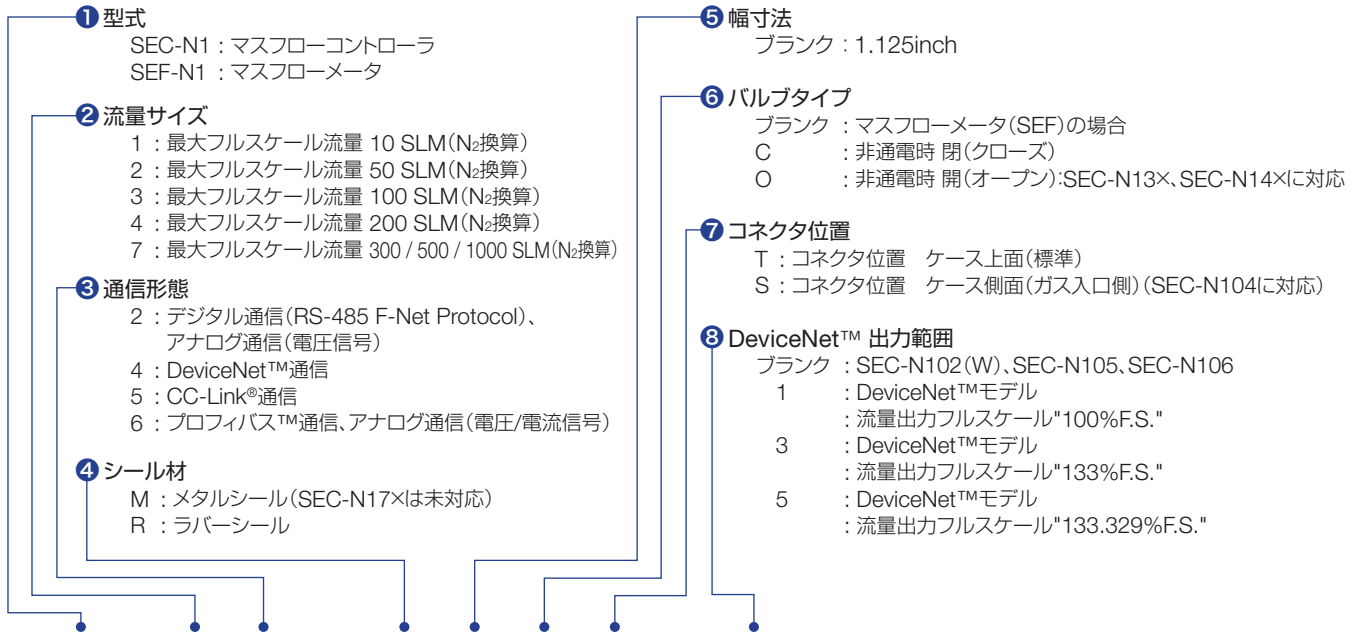 ❶ 型式
SEC-N1 : マスフローコントローラ
SEF-N1 : マスフローメータ
❷ 流量サイズ
1 : 最大フルスケール流量 10 SLM(N₂換算)
2 : 最大フルスケール流量 50 SLM(N₂換算)
3 : 最大フルスケール流量 100 SLM(N₂換算)
4 : 最大フルスケール流量 200 SLM(N₂換算)
7 : 最大フルスケール流量 300 / 500 / 1000 SLM(N₂換算)
❸ 通信形態
2 : デジタル通信(RS-485 F-Net Protocol)、
アナログ通信(電圧信号)
4 : DeviceNet™通信
5 : CC-Link®通信
6 : プロフィバス™通信、アナログ通信(電圧/電流信号)
❹ シール材
M : メタルシール(SEC-N17×は未対応)
R : ラバーシール
❺ 幅寸法
ブランク : 1.125inch
❻ バルブタイプ
ブランク : マスフローメータ(SEF)の場合
C : 非通電時 閉(クローズ)
O : 非通電時 開(オープン):SEC-N13×、SEC-N14×に対応
❼ コネクタ位置
T : コネクタ位置 ケース上面(標準)
S : コネクタ位置 ケース側面(ガス入口側)(SEC-N104に対応)
❽ DeviceNet™ 出力範囲
ブランク : SEC-N102(W)、SEC-N105、SEC-N106
1 : DeviceNet™モデル
: 流量出力フルスケール"100%F.S."
3 : DeviceNet™モデル
: 流量出力フルスケール"133%F.S."
5 : DeviceNet™モデル
: 流量出力フルスケール"133.329%F.S."